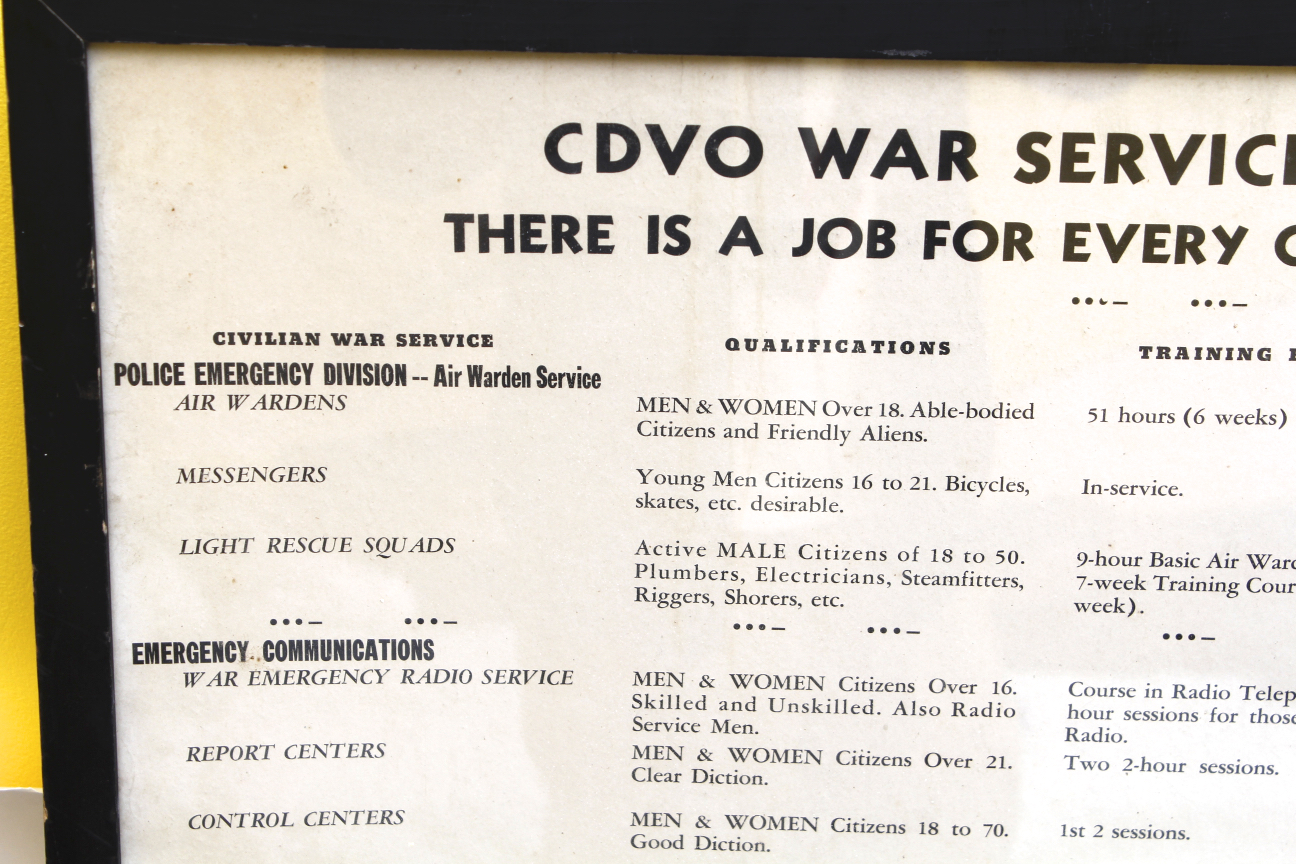 CDVO WAR
THERE IS A JOB FOR EVERY
•••— •••—
CIVILIAN WAR SERVICE
QUALIFICATIONS
TRAINING
POLICE EMERGENCY DIVISION -- Air Warden Service
AIR WARDENS
MEN & WOMEN Over 18. Able-bodied
Citizens and Friendly Aliens.
51 hours (6 weeks)
MESSENGERS
Young Men Citizens 16 to 21. Bicycles,
skates, etc. desirable.
In-service.
LIGHT RESCUE SQUADS
Active MALE Citizens of 18 to 50.
Plumbers, Electricians, Steamfitters,
Riggers, Shorers, etc.
9-hour Basic Air
7-week Training
week).
•••— •••—
•••— •••—
•••—
EMERGENCY COMMUNICATIONS
WAR EMERGENCY RADIO SERVICE
MEN & WOMEN Citizens Over 16.
Skilled and Unskilled. Also Radio
Service Men.
Course in Radio
hour sessions for those
Radio.
REPORT CENTERS
MEN & WOMEN Citizens Over 21.
Clear Diction.
Two 2-hour sessions.
CONTROL CENTERS
MEN & WOMEN Citizens 18 to 70.
Good Diction.
1st 2 sessions.